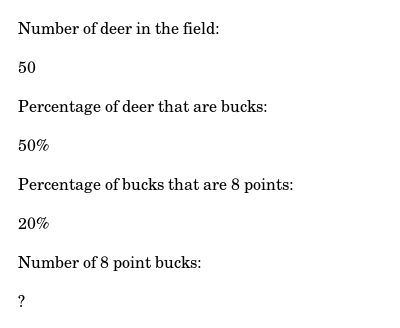 Number of deer in the field:
50
Percentage of deer that are bucks:
50%
Percentage of bucks that are 8 points:
20%
Number of 8 point bucks:
?